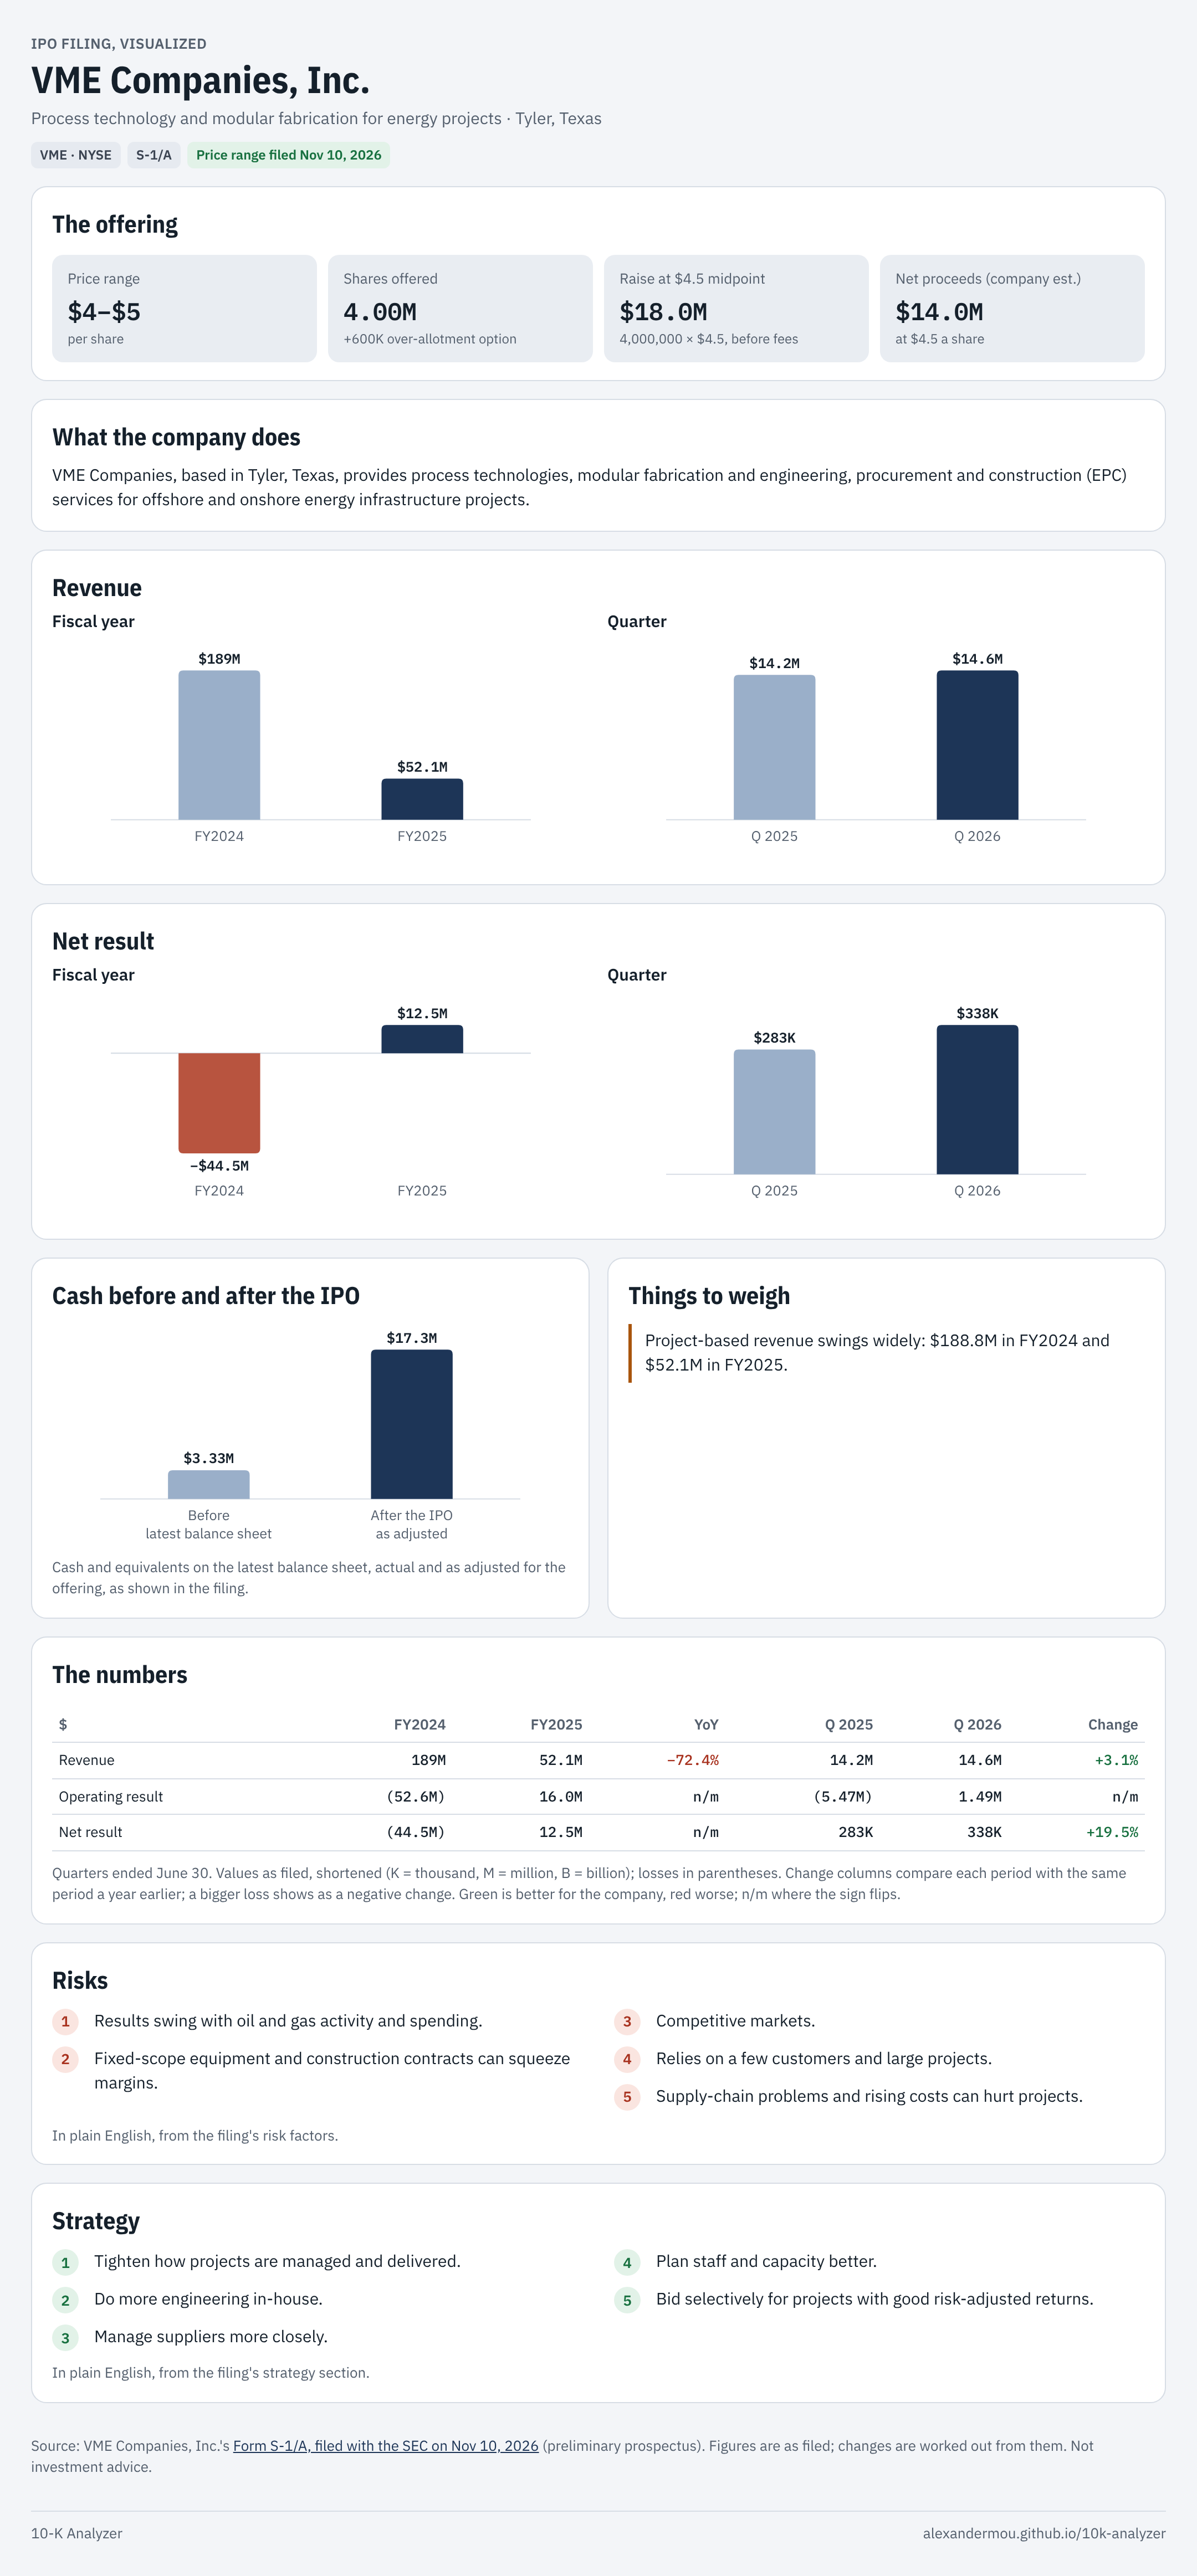 IPO FILING, VISUALIZED
VME Companies, Inc.
Process technology and modular fabrication for energy projects · Tyler, Texas
VME · NYSE
S-1/A
Price range filed Nov 10, 2026
The offering
Price range
$4–$5
per share
Shares offered
4.00M
+600K over-allotment option
Raise at $4.5 midpoint
$18.0M
4,000,000 × $4.5, before fees
Net proceeds (company est.)
$14.0M
at $4.5 a share
What the company does
VME Companies, based in Tyler, Texas, provides process technologies, modular fabrication and engineering, procurement and construction (EPC)
services for offshore and onshore energy infrastructure projects.
Revenue
Fiscal year
$189M
$52.1M
FY2024
FY2025
Quarter
$14.2M
$14.6M
Q 2025
Q 2026
Net result
Fiscal year
$12.5M
−$44.5M
FY2024
FY2025
Quarter
$283K
$338K
Q 2025
Q 2026
Cash before and after the IPO
$3.33M
$17.3M
Before
latest balance sheet
After the IPO
as adjusted
Cash and equivalents on the latest balance sheet, actual and as adjusted for the
offering, as shown in the filing.
Things to weigh
Project-based revenue swings widely: $188.8M in FY2024 and
$52.1M in FY2025.
The numbers
$ FY2024 FY2025 YoY Q 2025 Q 2026 Change
Revenue 189M 52.1M −72.4% 14.2M 14.6M +3.1%
Operating result (52.6M) 16.0M n/m (5.47M) 1.49M n/m
Net result (44.5M) 12.5M n/m 283K 338K +19.5%
Quarters ended June 30. Values as filed, shortened (K = thousand, M = million, B = billion); losses in parentheses. Change columns compare each period with the same
period a year earlier; a bigger loss shows as a negative change. Green is better for the company, red worse; n/m where the sign flips.
Risks
1 Results swing with oil and gas activity and spending.
2 Fixed-scope equipment and construction contracts can squeeze
margins.
3 Competitive markets.
4 Relies on a few customers and large projects.
5 Supply-chain problems and rising costs can hurt projects.
In plain English, from the filing's risk factors.
Strategy
1 Tighten how projects are managed and delivered.
2 Do more engineering in-house.
3 Manage suppliers more closely.
4 Plan staff and capacity better.
5 Bid selectively for projects with good risk-adjusted returns.
In plain English, from the filing's strategy section.
Source: VME Companies, Inc.'s Form S-1/A, filed with the SEC on Nov 10, 2026 (preliminary prospectus). Figures are as filed; changes are worked out from them. Not
investment advice.
10-K Analyzer
alexandermou.github.io/10k-analyzer